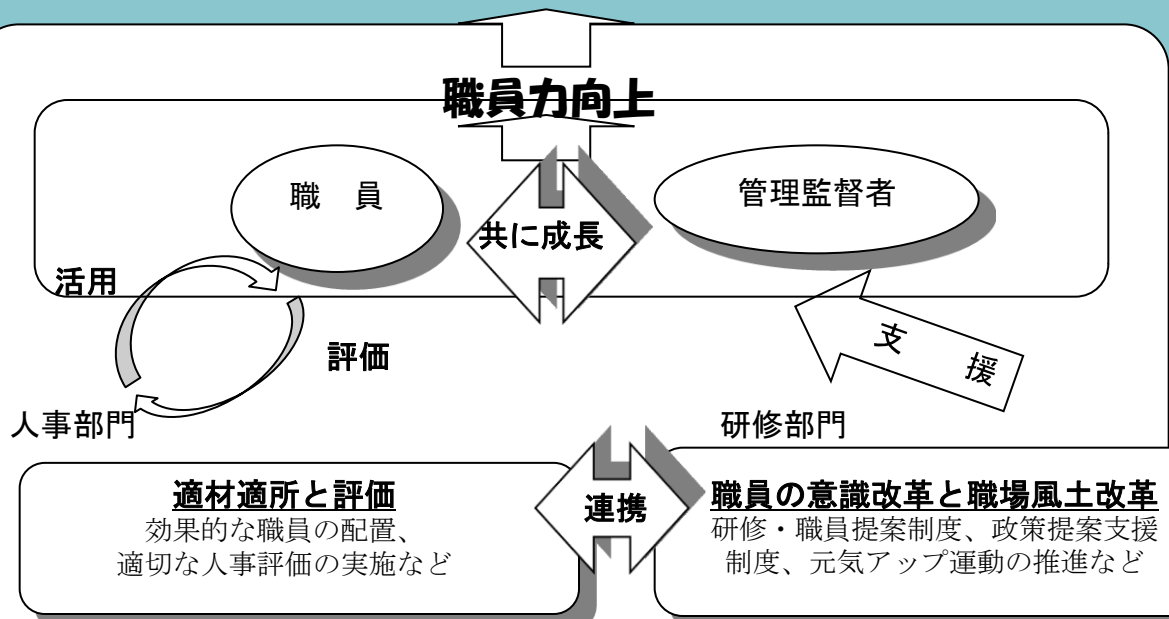 職員力向上
職　員
管理監督者
共に成長
活用
評価
支　援
人事部門
研修部門
適材適所と評価
効果的な職員の配置、
適切な人事評価の実施など
連携
職員の意識改革と職場風土改革
研修・職員提案制度、政策提案支援
制度、元気アップ運動の推進など